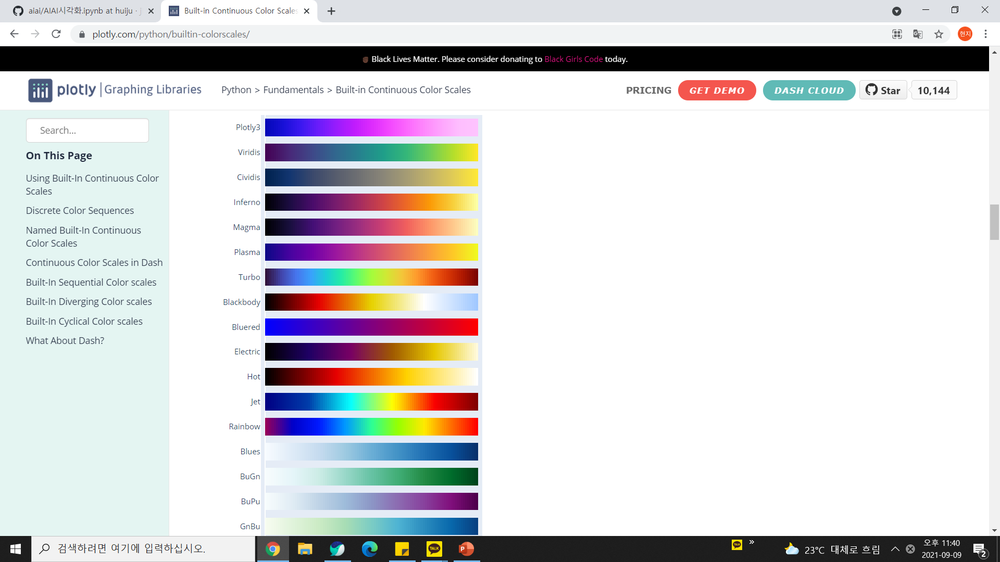 aiai/AIAI시각화.ipynb at huiju ·
Built-in Continuous Color Scales
plotly.com/python/builtin-colorscales/
현지
Black Lives Matter. Please consider donating to Black Girls Code today.
plotly | Graphing Libraries
Python > Fundamentals > Built-in Continuous Color Scales
PRICING
GET DEMO
DASH CLOUD
Star
10,144
Search...
On This Page
Using Built-In Continuous Color
Scales
Discrete Color Sequences
Named Built-In Continuous
Color Scales
Continuous Color Scales in Dash
Built-In Sequential Color scales
Built-In Diverging Color scales
Built-In Cyclical Color scales
What About Dash?
Plotly3
Viridis
Cividis
Inferno
Magma
Plasma
Turbo
Blackbody
Bluered
Electric
Hot
Jet
Rainbow
Blues
BuGn
BuPu
GnBu
검색하려면 여기에 입력하십시오.
TALK
P
TALK
23°C 대체로 흐림
오후 11:40
2021-09-09
2